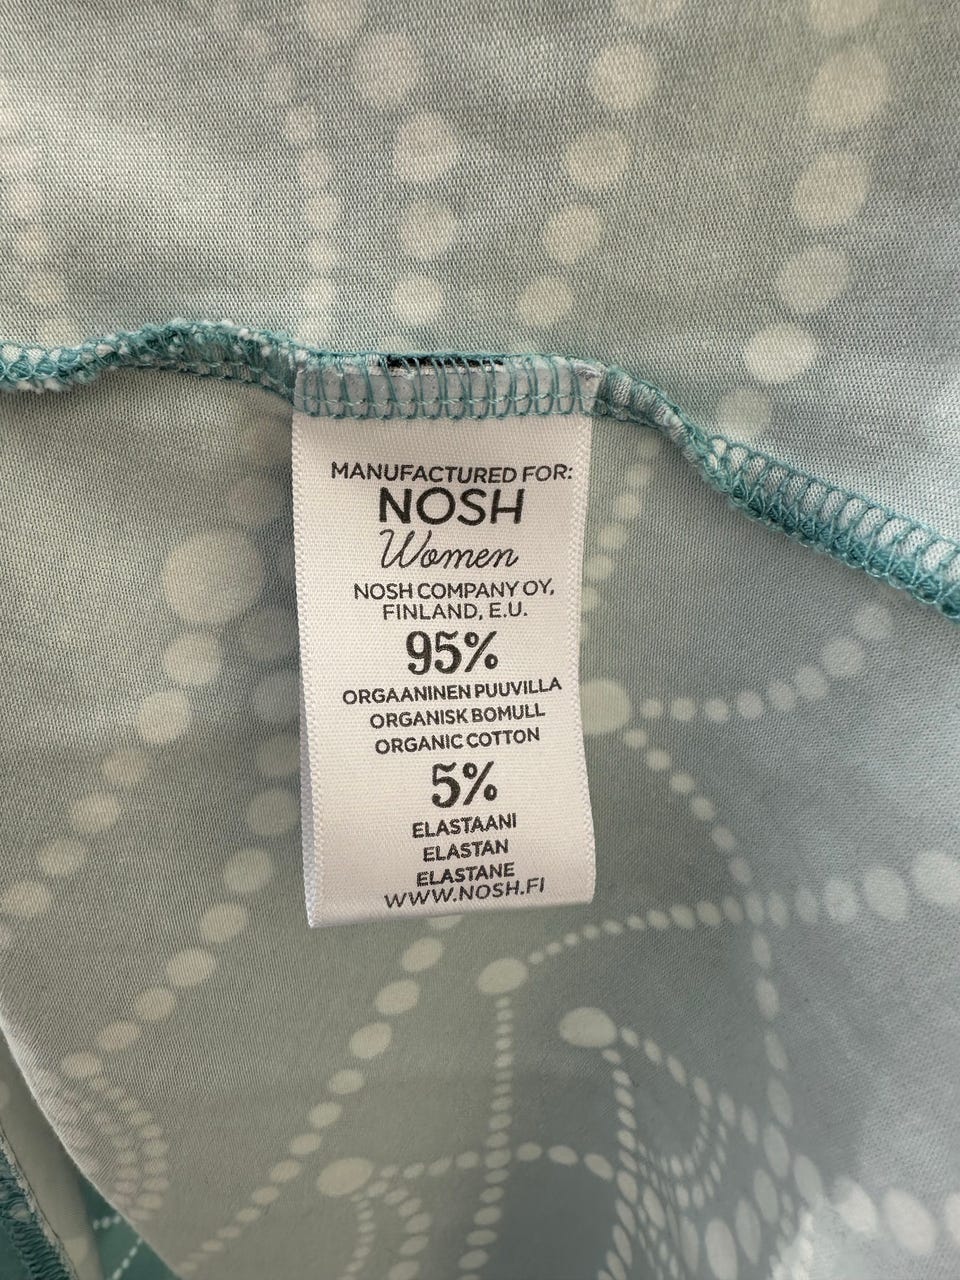 MANUFACTURED FOR:
NOSH
Women
NOSH COMPANY OY,
FINLAND, E.U.
95%
ORGAANINEN PUUVILLA
ORGANISK BOMULL
ORGANIC COTTON
5%
ELASTAANI
ELASTAN
ELASTANE
WWW.NOSH.FI